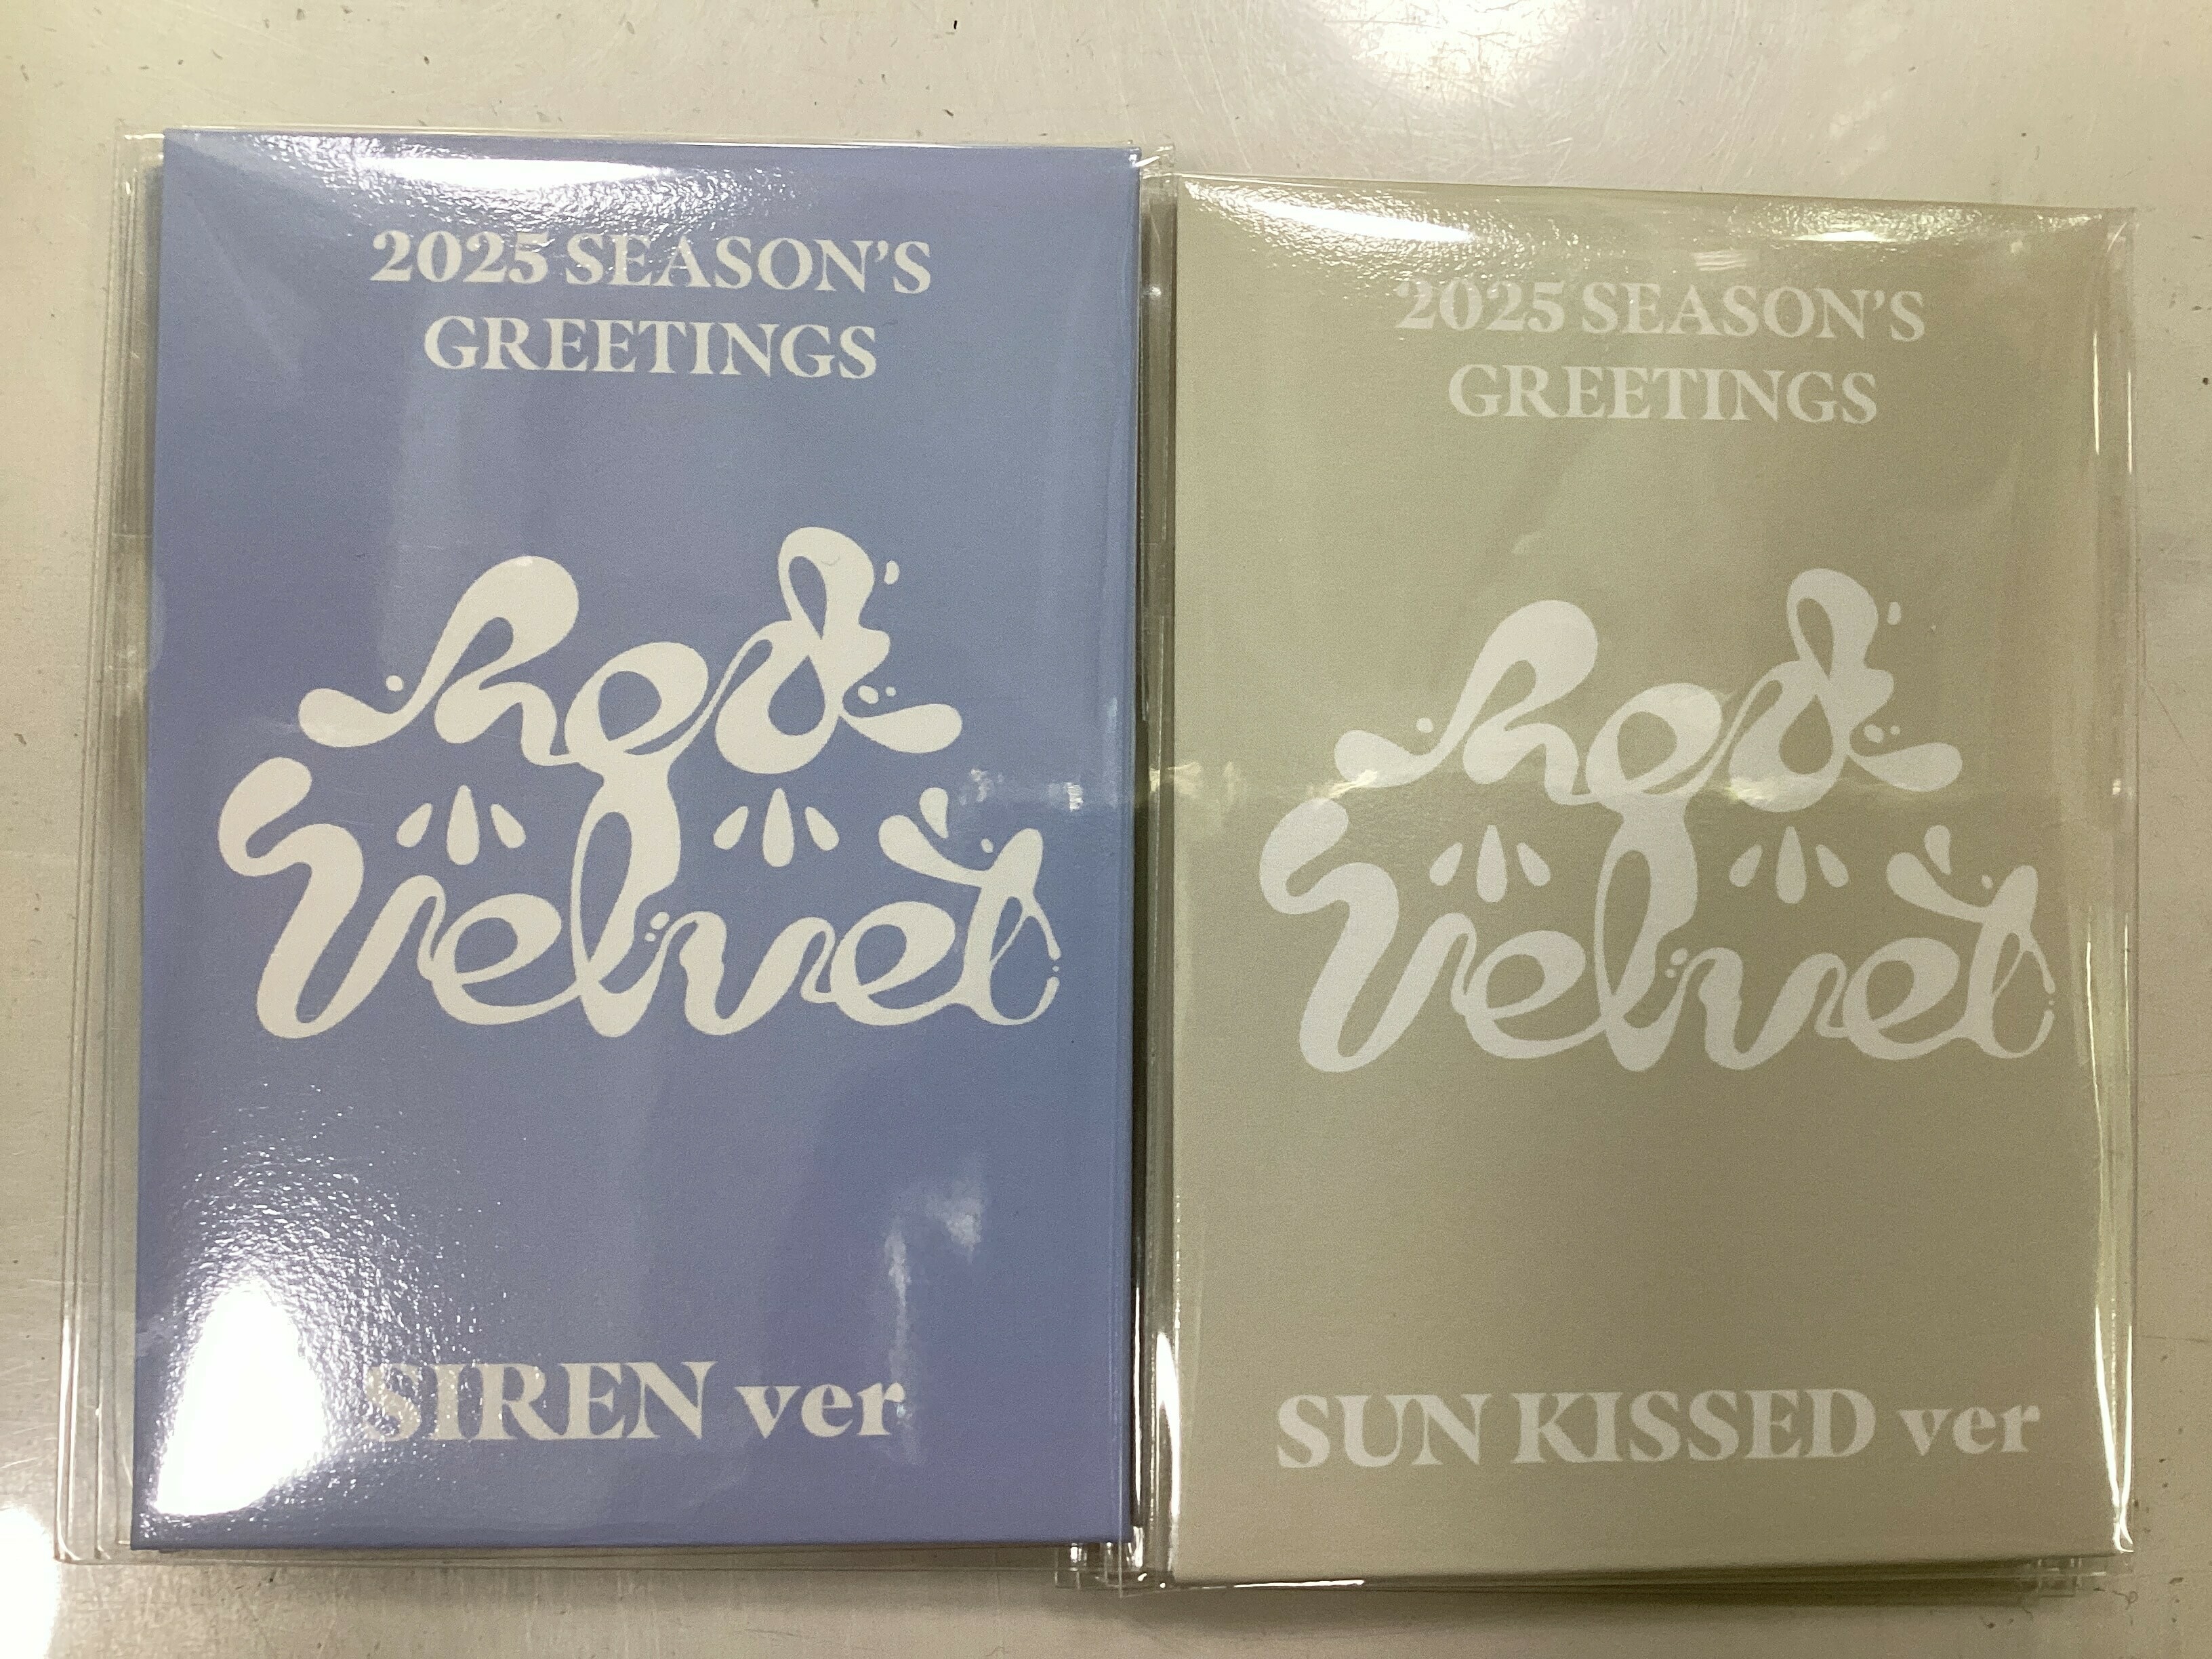 2025 SEASON'S
GREETINGS
Red
Velvet
SIREN ver
2025 SEASON'S
GREETINGS
Red
Velvet
SUN KISSED ver